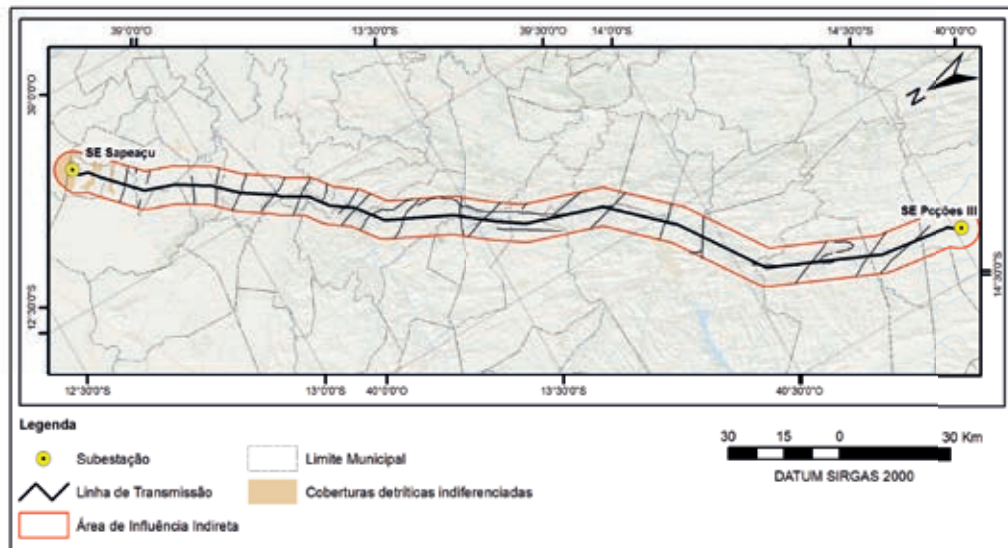 39°0'0"O 13°30'0"S 39°30'0"O 14°0'0"S 14°30'0"S 40°0'0"O
39°0'0"O
N
SE Sapeaçu
SE Poções III
12°30'0"S
14°30'0"S
12°30'0"S 13°0'0"S 40°0'0"O 13°30'0"S 40°30'0"S
Legenda
Subestação
Limite Municipal
Linha de Transmissão
Coberturas detríticas indiferenciadas
Área de Influência Indireta
30 15 0 30 Km
DATUM SIRGAS 2000